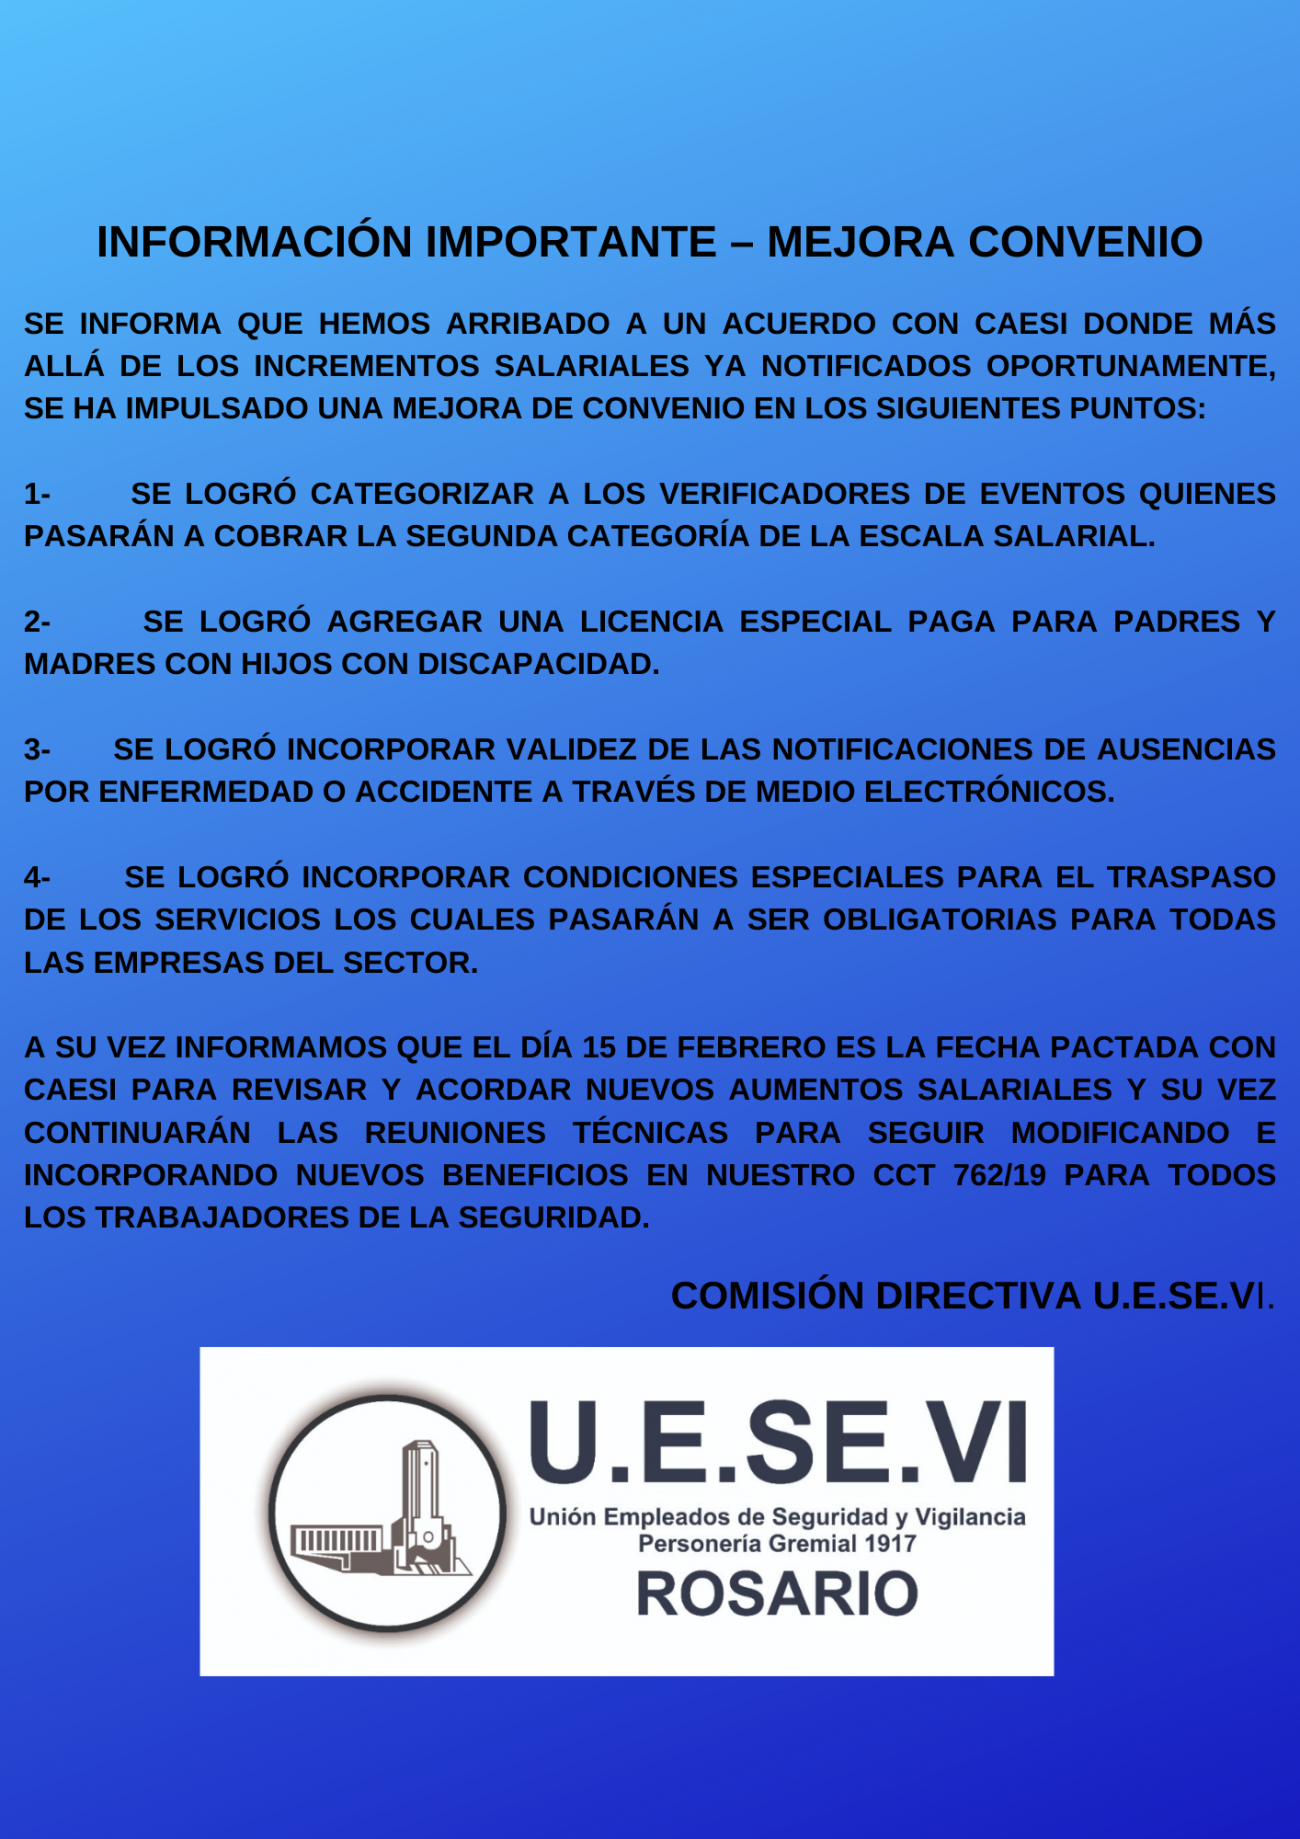 INFORMACIÓN IMPORTANTE – MEJORA CONVENIO
SE INFORMA QUE HEMOS ARRIBADO A UN ACUERDO CON CAESI DONDE MÁS
ALLÁ DE LOS INCREMENTOS SALARIALES YA NOTIFICADOS OPORTUNAMENTE,
SE HA IMPULSADO UNA MEJORA DE CONVENIO EN LOS SIGUIENTES PUNTOS:
1- SE LOGRÓ CATEGORIZAR A LOS VERIFICADORES DE EVENTOS QUIENES
PASARÁN A COBRAR LA SEGUNDA CATEGORÍA DE LA ESCALA SALARIAL.
2- SE LOGRÓ AGREGAR UNA LICENCIA ESPECIAL PAGA PARA PADRES Y
MADRES CON HIJOS CON DISCAPACIDAD.
3- SE LOGRÓ INCORPORAR VALIDEZ DE LAS NOTIFICACIONES DE AUSENCIAS
POR ENFERMEDAD O ACCIDENTE A TRAVÉS DE MEDIO ELECTRÓNICOS.
4- SE LOGRÓ INCORPORAR CONDICIONES ESPECIALES PARA EL TRASPASO
DE LOS SERVICIOS LOS CUALES PASARÁN A SER OBLIGATORIAS PARA TODAS
LAS EMPRESAS DEL SECTOR.
A SU VEZ INFORMAMOS QUE EL DÍA 15 DE FEBRERO ES LA FECHA PACTADA CON
CAESI PARA REVISAR Y ACORDAR NUEVOS AUMENTOS SALARIALES Y SU VEZ
CONTINUARÁN LAS REUNIONES TÉCNICAS PARA SEGUIR MODIFICANDO E
INCORPORANDO NUEVOS BENEFICIOS EN NUESTRO CCT 762/19 PARA TODOS
LOS TRABAJADORES DE LA SEGURIDAD.
COMISIÓN DIRECTIVA U.E.SE.VI.
U.E.SE.VI
Unión Empleados de Seguridad y Vigilancia
Personería Gremial 1917
ROSARIO